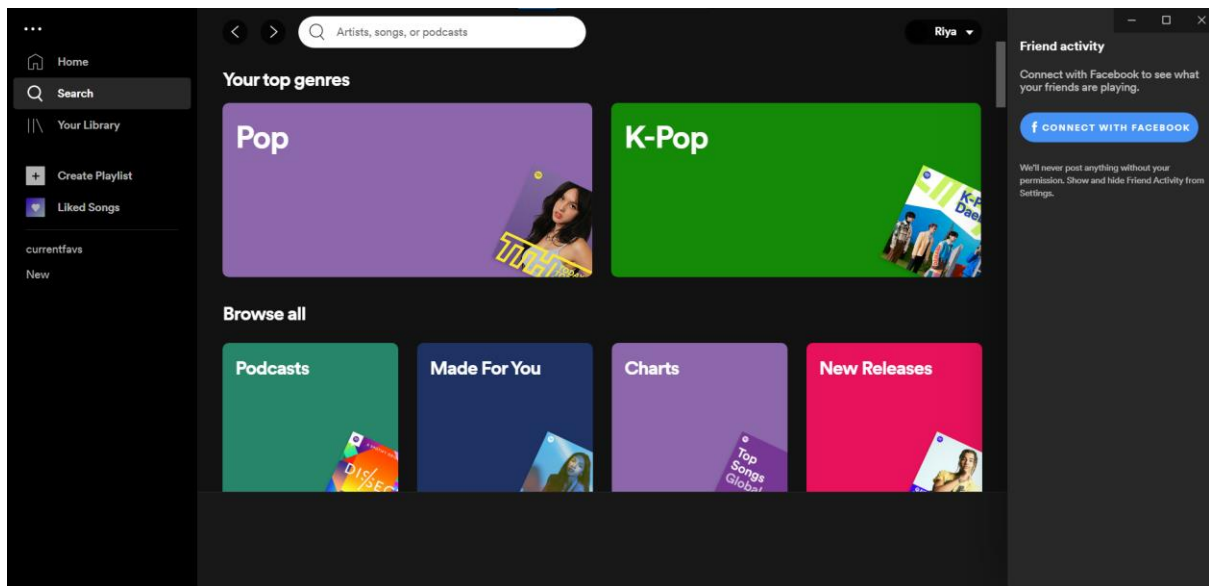 Home
Search
Your Library
Create Playlist
Liked Songs
currentfavs
New
Artists, songs, or podcasts
Riya
Your top genres
Pop
K-Pop
Browse all
Podcasts
Made For You
Charts
Top
Songs
Global
New Releases
Friend activity
Connect with Facebook to see what
your friends are playing.
f CONNECT WITH FACEBOOK
We'll never post anything without your
permission. Show and hide Friend Activity from
Settings.